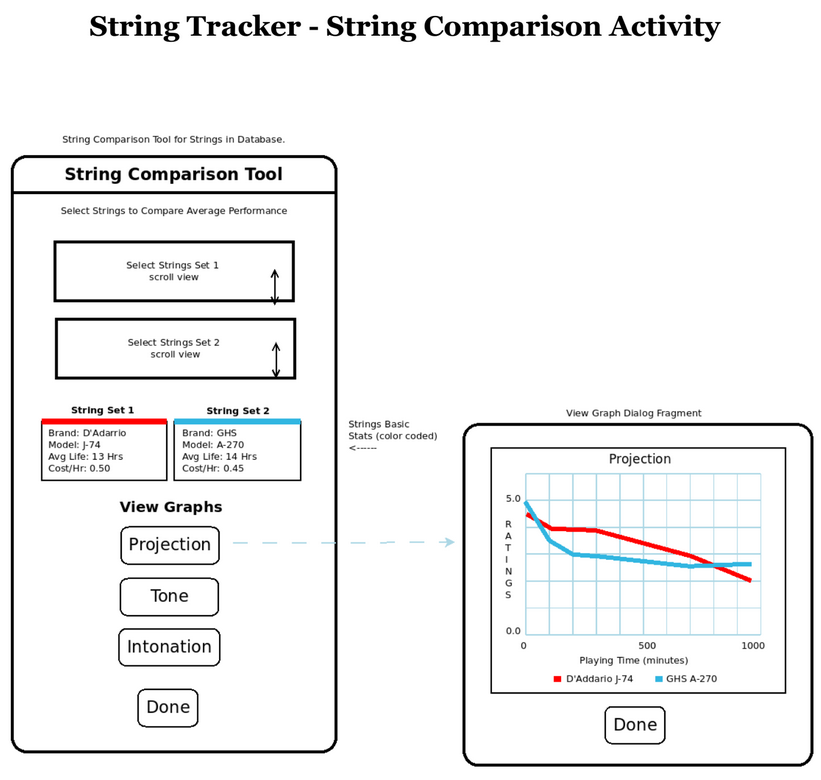 String Tracker - String Comparison Activity
String Comparison Tool for Strings in Database.
String Comparison Tool
Select Strings to Compare Average Performance
Select Strings Set 1
scroll view
Select Strings Set 2
scroll view
String Set 1
Brand: D'Adarrio
Model: J-74
Avg Life: 13 Hrs
Cost/Hr: 0.50
String Set 2
Brand: GHS
Model: A-270
Avg Life: 14 Hrs
Cost/Hr: 0.45
Strings Basic
Stats (color coded)
<------
View Graphs
Projection
Tone
Intonation
Done
View Graph Dialog Fragment
Projection
5.0
RATINGS
0.0
0 500 1000
Playing Time (minutes)
D'Addario J-74 GHS A-270
Done